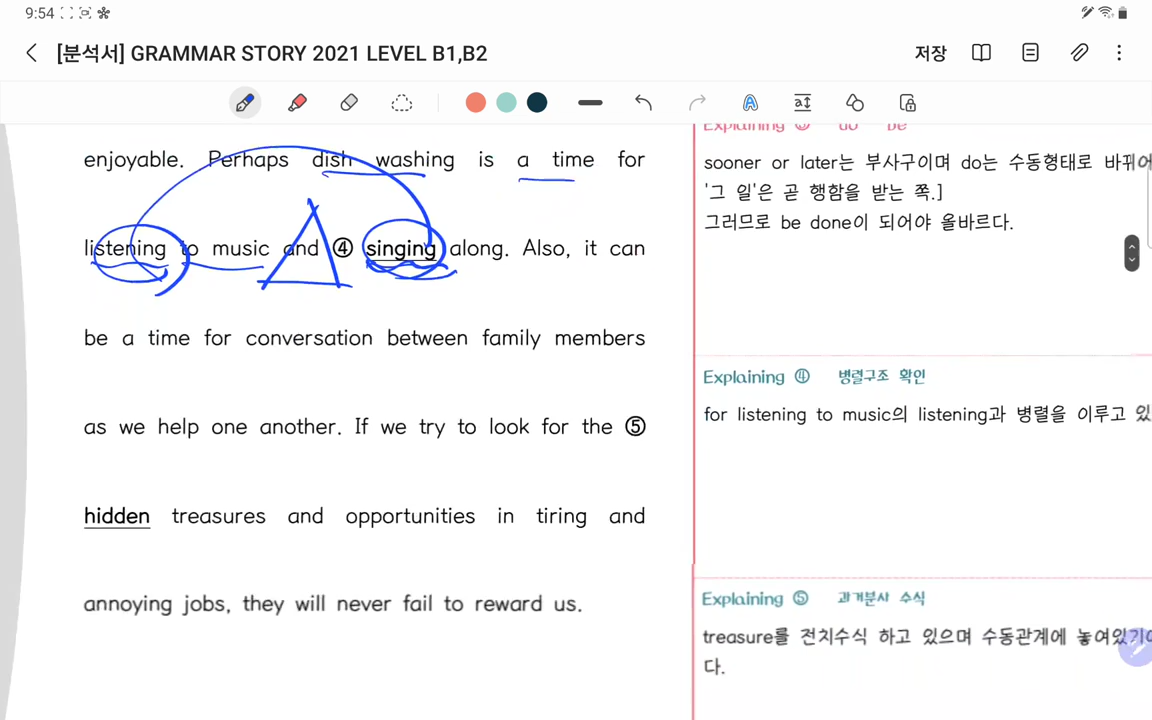 9:54
[분석서] GRAMMAR STORY 2021 LEVEL B1,B2
저장
enjoyable. Perhaps dish washing is a time for
listening to music and ④ singing along. Also, it can
be a time for conversation between family members
as we help one another. If we try to look for the ⑤
hidden treasures and opportunities in tiring and
annoying jobs, they will never fail to reward us.
Explaining ③ do be
sooner or later는 부사구이며 do는 수동형태로 바뀌어
'그 일'은 곧 행함을 받는 쪽.]
그러므로 be done이 되어야 올바르다.
Explaining ④ 병렬구조 확인
for listening to music의 listening과 병렬을 이루고 있
Explaining ⑤ 과거분사 수식
treasure를 전치수식 하고 있으며 수동관계에 놓여있기
다.